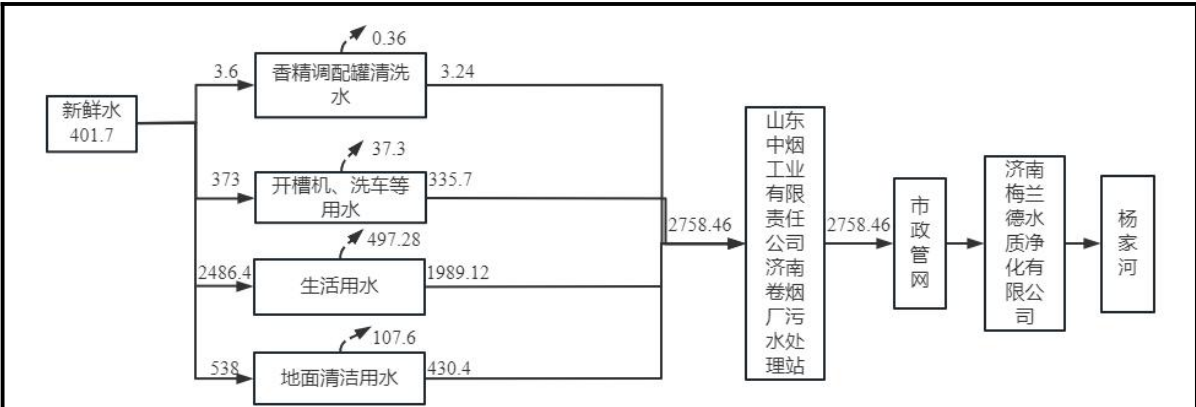 新鲜水
401.7
3.6
0.36
香精调配罐清洗
水
3.24
373
37.3
开槽机、洗车等
用水
335.7
2486.4
497.28
生活用水
1989.12
538
107.6
地面清洁用水
430.4
2758.46
山东
中烟
工业
有限
责任
公司
济南
卷烟
厂污
水处
理站
2758.46
市
政
管
网
济南
梅兰
德水
质净
化有
限公
司
杨
家
河